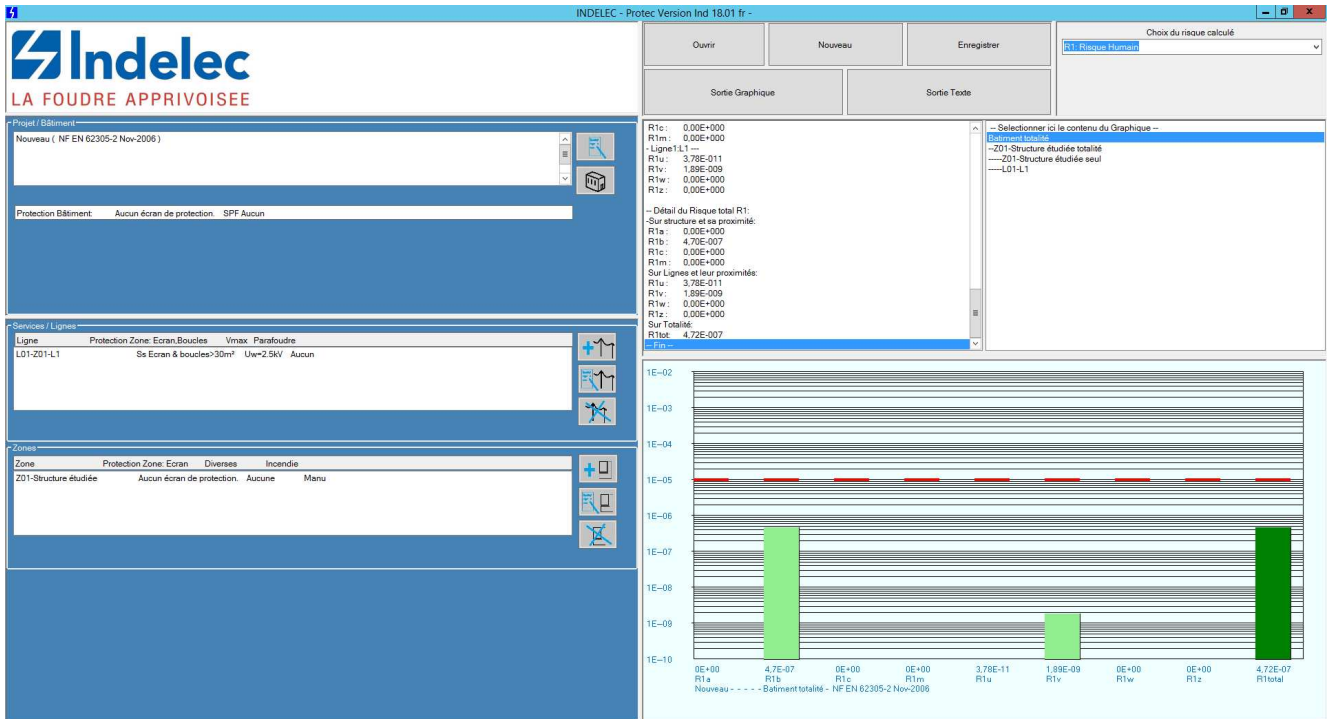 INDELEC - Protec Version Ind 18.01 fr -
Indelec
LA FOUDRE APPRIVOISEE
Ouvrir
Nouveau
Enregistrer
Sortie Graphique
Sortie Texte
Choix du risque calculé
R1: Risque Humain
Projet / Bâtiment
Nouveau ( NF EN 62305-2 Nov-2006 )
Protection Bâtiment: Aucun écran de protection. SPF Aucun
Services / Lignes
Ligne Protection Zone: Ecran,Boucles Vmax Parafoudre
L01-Z01-L1 Ss Ecran & boucles>30m² Uw=2.5kV Aucun
Zones
Zone Protection Zone: Ecran Diverses Incendie
Z01-Structure étudiée Aucun écran de protection. Aucune Manu
R1c : 0,00E+000
R1m : 0,00E+000
- Ligne1:L1 ---
R1u : 3,78E-011
R1v : 1,89E-009
R1w : 0,00E+000
R1z : 0,00E+000
-- Détail du Risque total R1:
-Sur structure et sa proximité:
R1a : 0,00E+000
R1b : 4,70E-007
R1c : 0,00E+000
R1m : 0,00E+000
Sur Lignes et leur proximités:
R1u : 3,78E-011
R1v : 1,89E-009
R1w : 0,00E+000
R1z : 0,00E+000
Sur Totalité:
R1tot: 4,72E-007
-- Fin --
-- Selectionner ici le contenu du Graphique --
Batiment totalité
--Z01-Structure étudiée totalité
----Z01-Structure étudiée seul
----L01-L1
1E-02
1E-03
1E-04
1E-05
1E-06
1E-07
1E-08
1E-09
1E-10
0E+00 4,7E-07 0E+00 0E+00 3,78E-11 1,89E-09 0E+00 0E+00 4,72E-07
R1a R1b R1c R1m R1u R1v R1w R1z R1total
Nouveau - - - - - Batiment totalité - NF EN 62305-2 Nov-2006